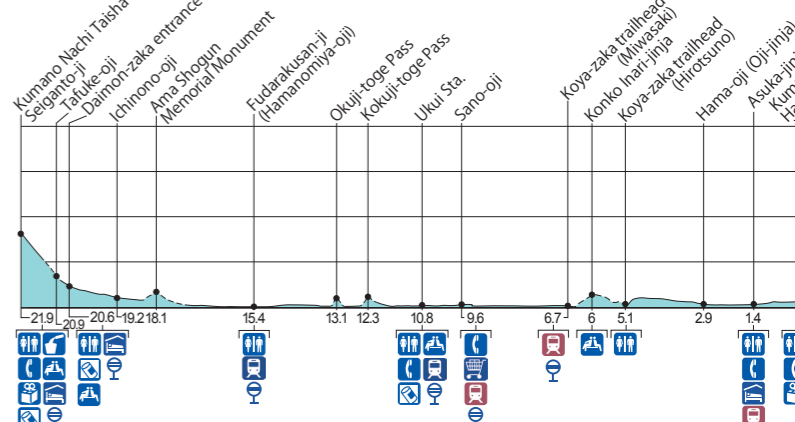 Kumano Nachi Taisha
Seiganto-ji
Tafuke-oji
Daimon-zaka entrance
Ichinono-oji
Ama Shogun
Memorial Monument
Fudarakusan-ji
(Hamanomiya-oji)
Okuji-toge Pass
Kokuji-toge Pass
Ukui Sta.
Sano-oji
Koya-zaka trailhead
(Miwasaki)
Konko Inari-jinja
Koya-zaka trailhead
(Hirotsuno)
Hama-oji (Oji-jinja)
21.9
20.9
20.6
19.2
18.1
15.4
13.1
12.3
10.8
9.6
6.7
6
5.1
2.9
1.4